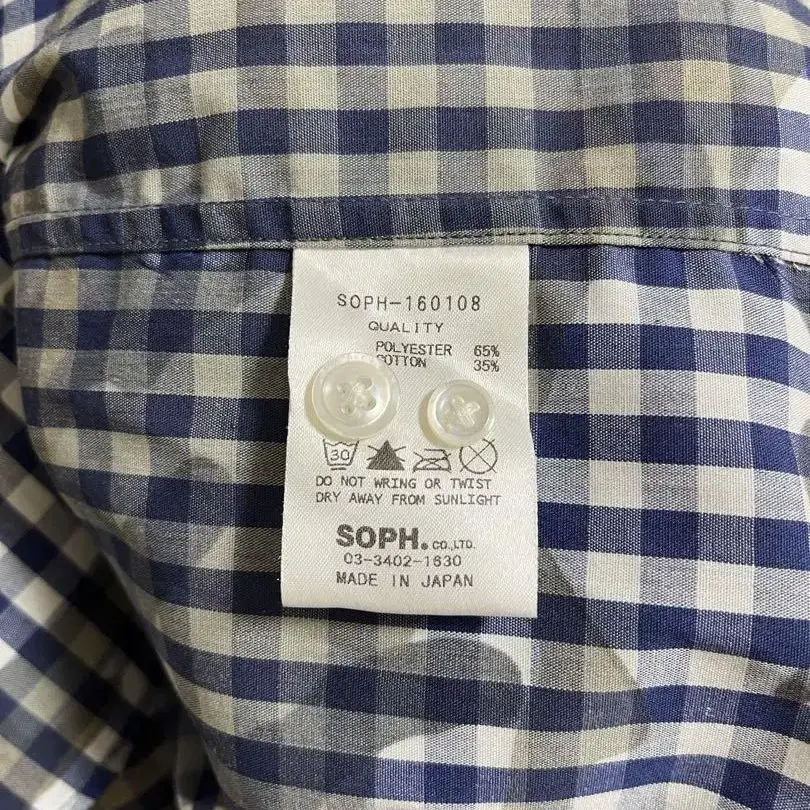 SOPH-160108
QUALITY
POLYESTER 65%
COTTON 35%
30
DO NOT WRING OR TWIST
DRY AWAY FROM SUNLIGHT
SOPH. CO.,LTD.
03-3402-1630
MADE IN JAPAN